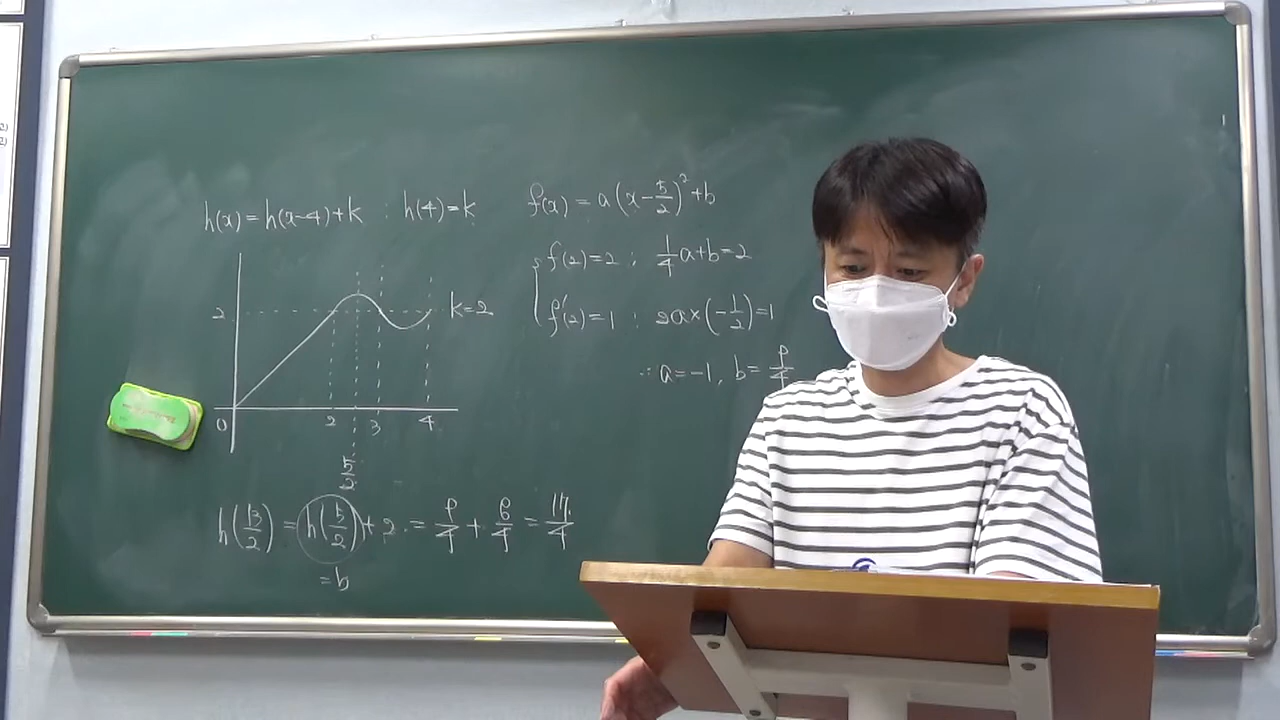 h(x)=h(x-4)+k : h(4)=k
2
k=2
0 2 3 4
5/2
h(13/2) = h(5/2)+2 = 9/4 + 8/4 = 17/4
=b
f(x) = a(x-5/2)²+b
f(2)=2 ; 1/4a+b=2
f'(2)=1 : 2a×(-1/2)=1
∴ a=-1, b=9/4